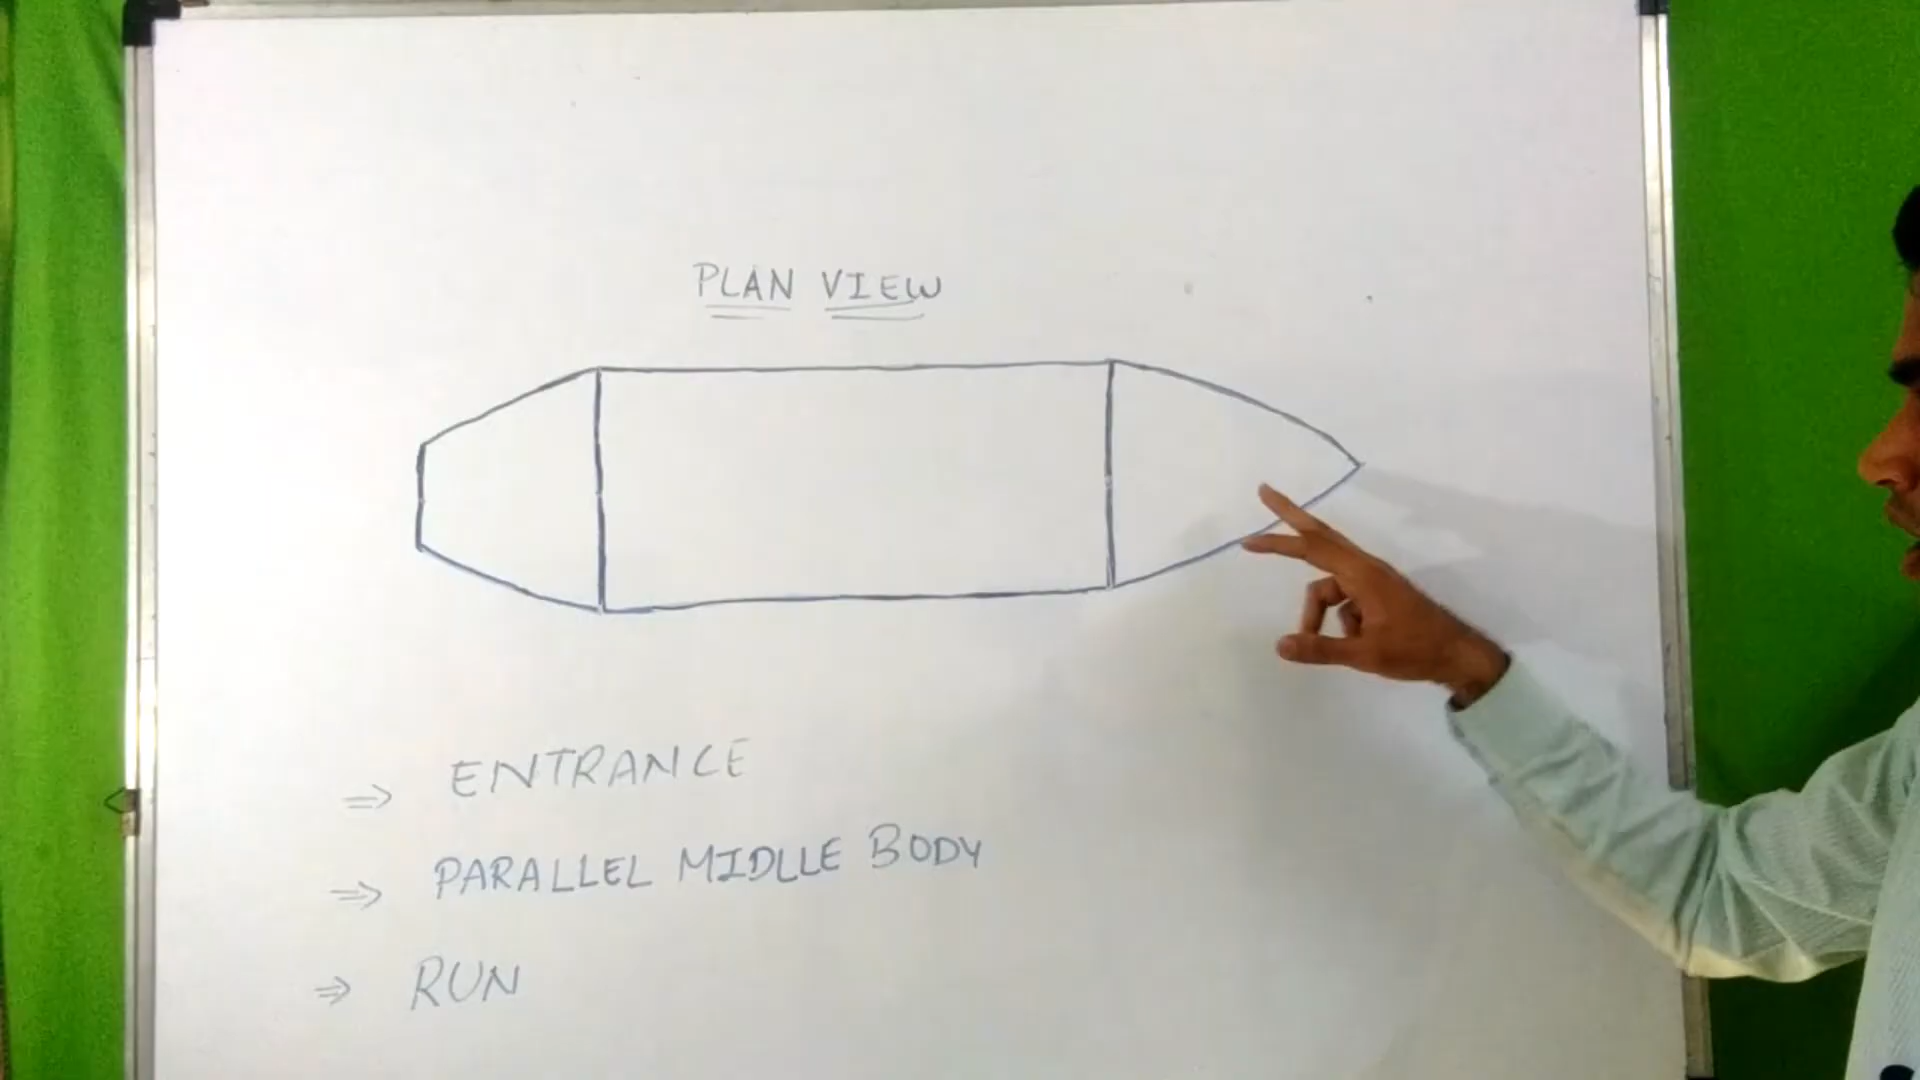 PLAN VIEW
⇒ ENTRANCE
⇒ PARALLEL MIDLLE BODY
⇒ RUN